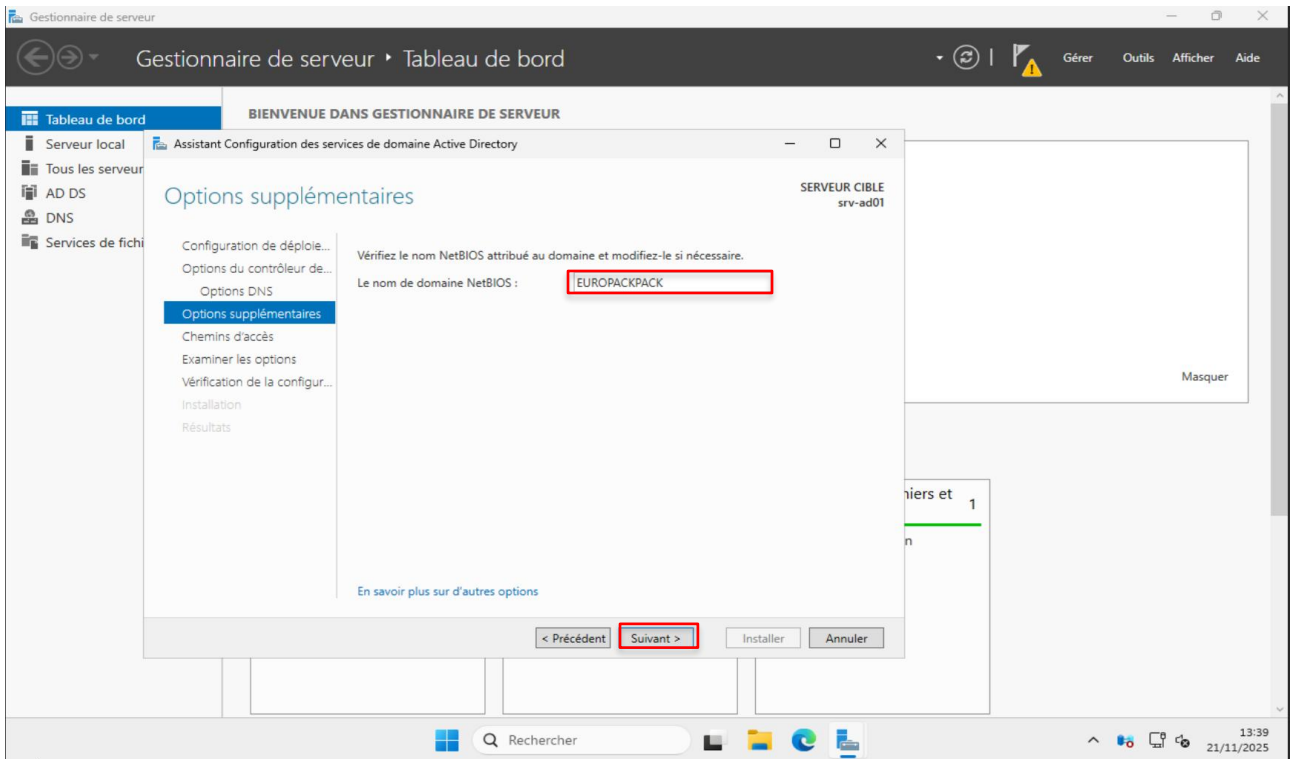 Gestionnaire de serveur
Gestionnaire de serveur ‣ Tableau de bord
Gérer Outils Afficher Aide
Tableau de bord
Serveur local
Tous les serveur
AD DS
DNS
Services de fichi
BIENVENUE DANS GESTIONNAIRE DE SERVEUR
Assistant Configuration des services de domaine Active Directory
Options supplémentaires
SERVEUR CIBLE
srv-ad01
Configuration de déploie...
Options du contrôleur de...
Options DNS
Options supplémentaires
Chemins d'accès
Examiner les options
Vérification de la configur...
Installation
Résultats
Vérifiez le nom NetBIOS attribué au domaine et modifiez-le si nécessaire.
Le nom de domaine NetBIOS : EUROPACKPACK
En savoir plus sur d'autres options
< Précédent Suivant > Installer Annuler
Masquer
hiers et 1
n
Rechercher
13:39
21/11/2025